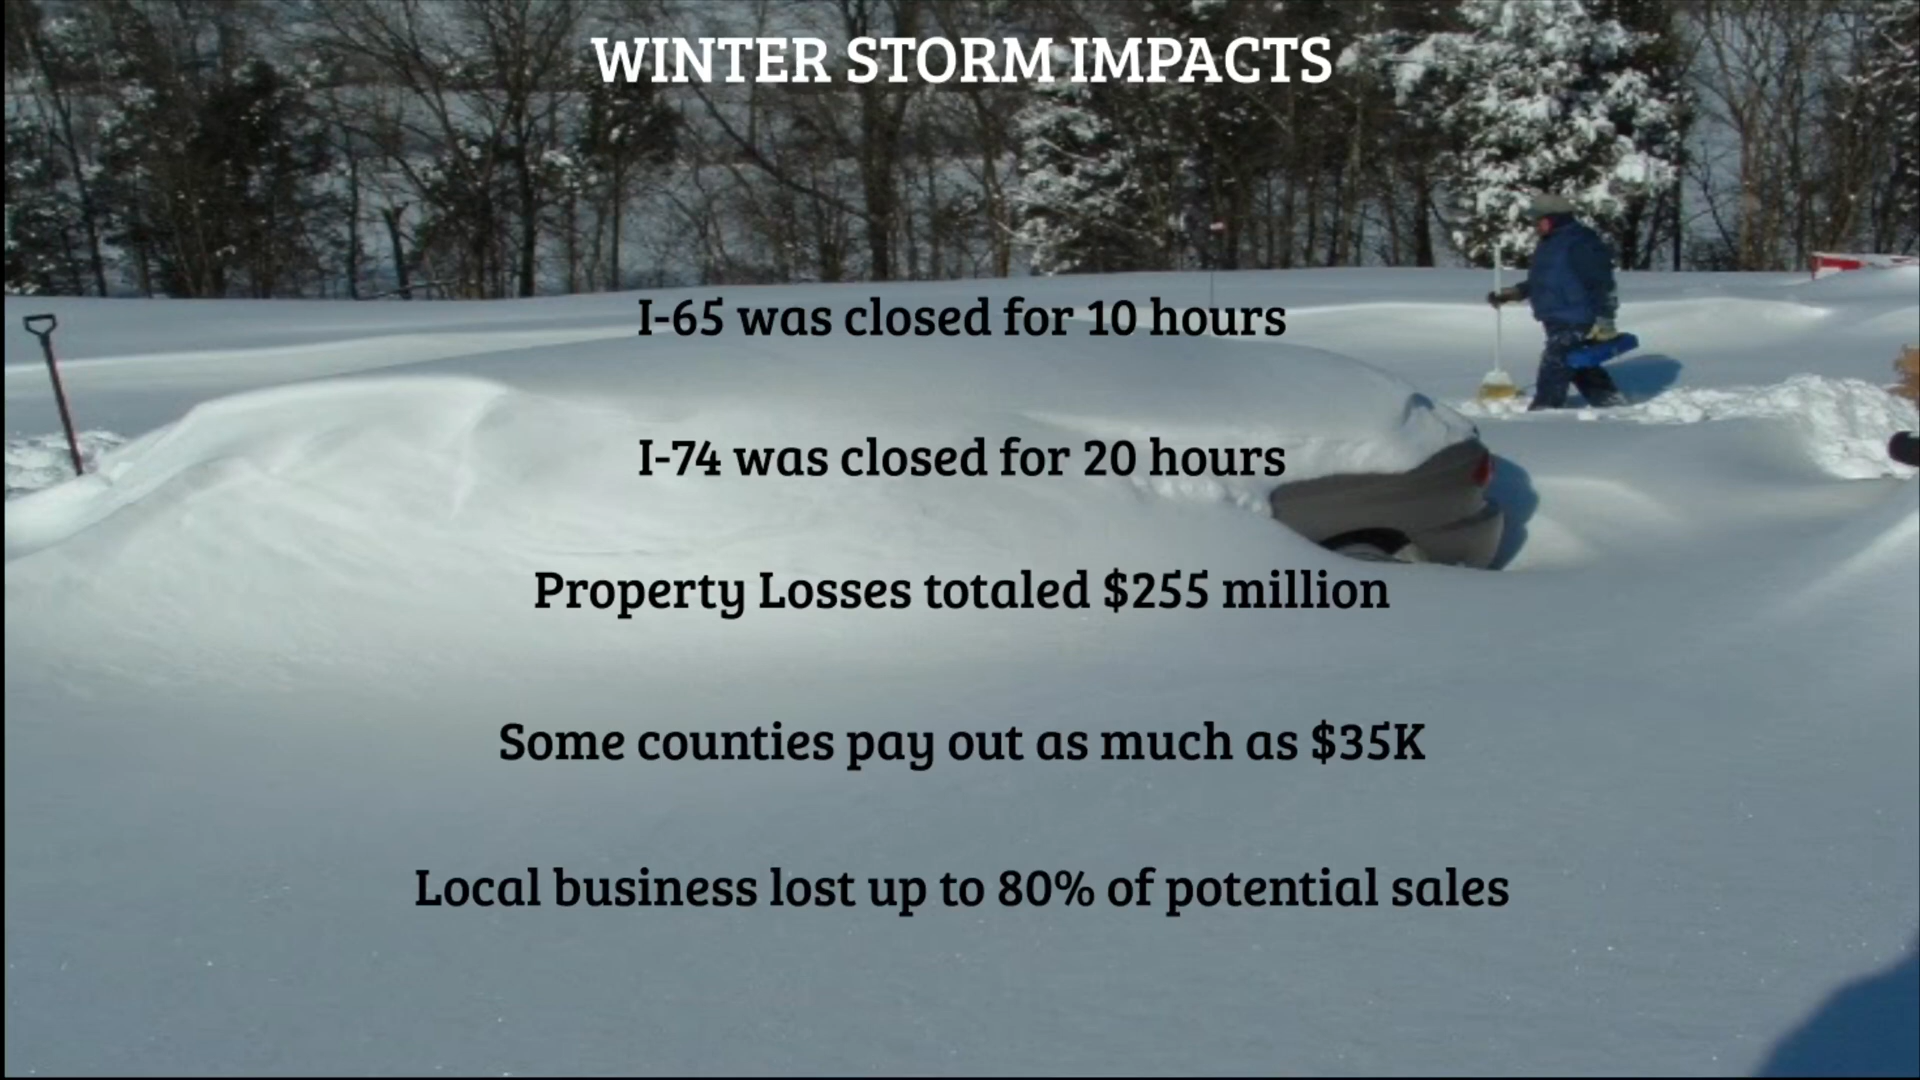 WINTER STORM IMPACTS
I-65 was closed for 10 hours
I-74 was closed for 20 hours
Property Losses totaled $255 million
Some counties pay out as much as $35K
Local business lost up to 80% of potential sales